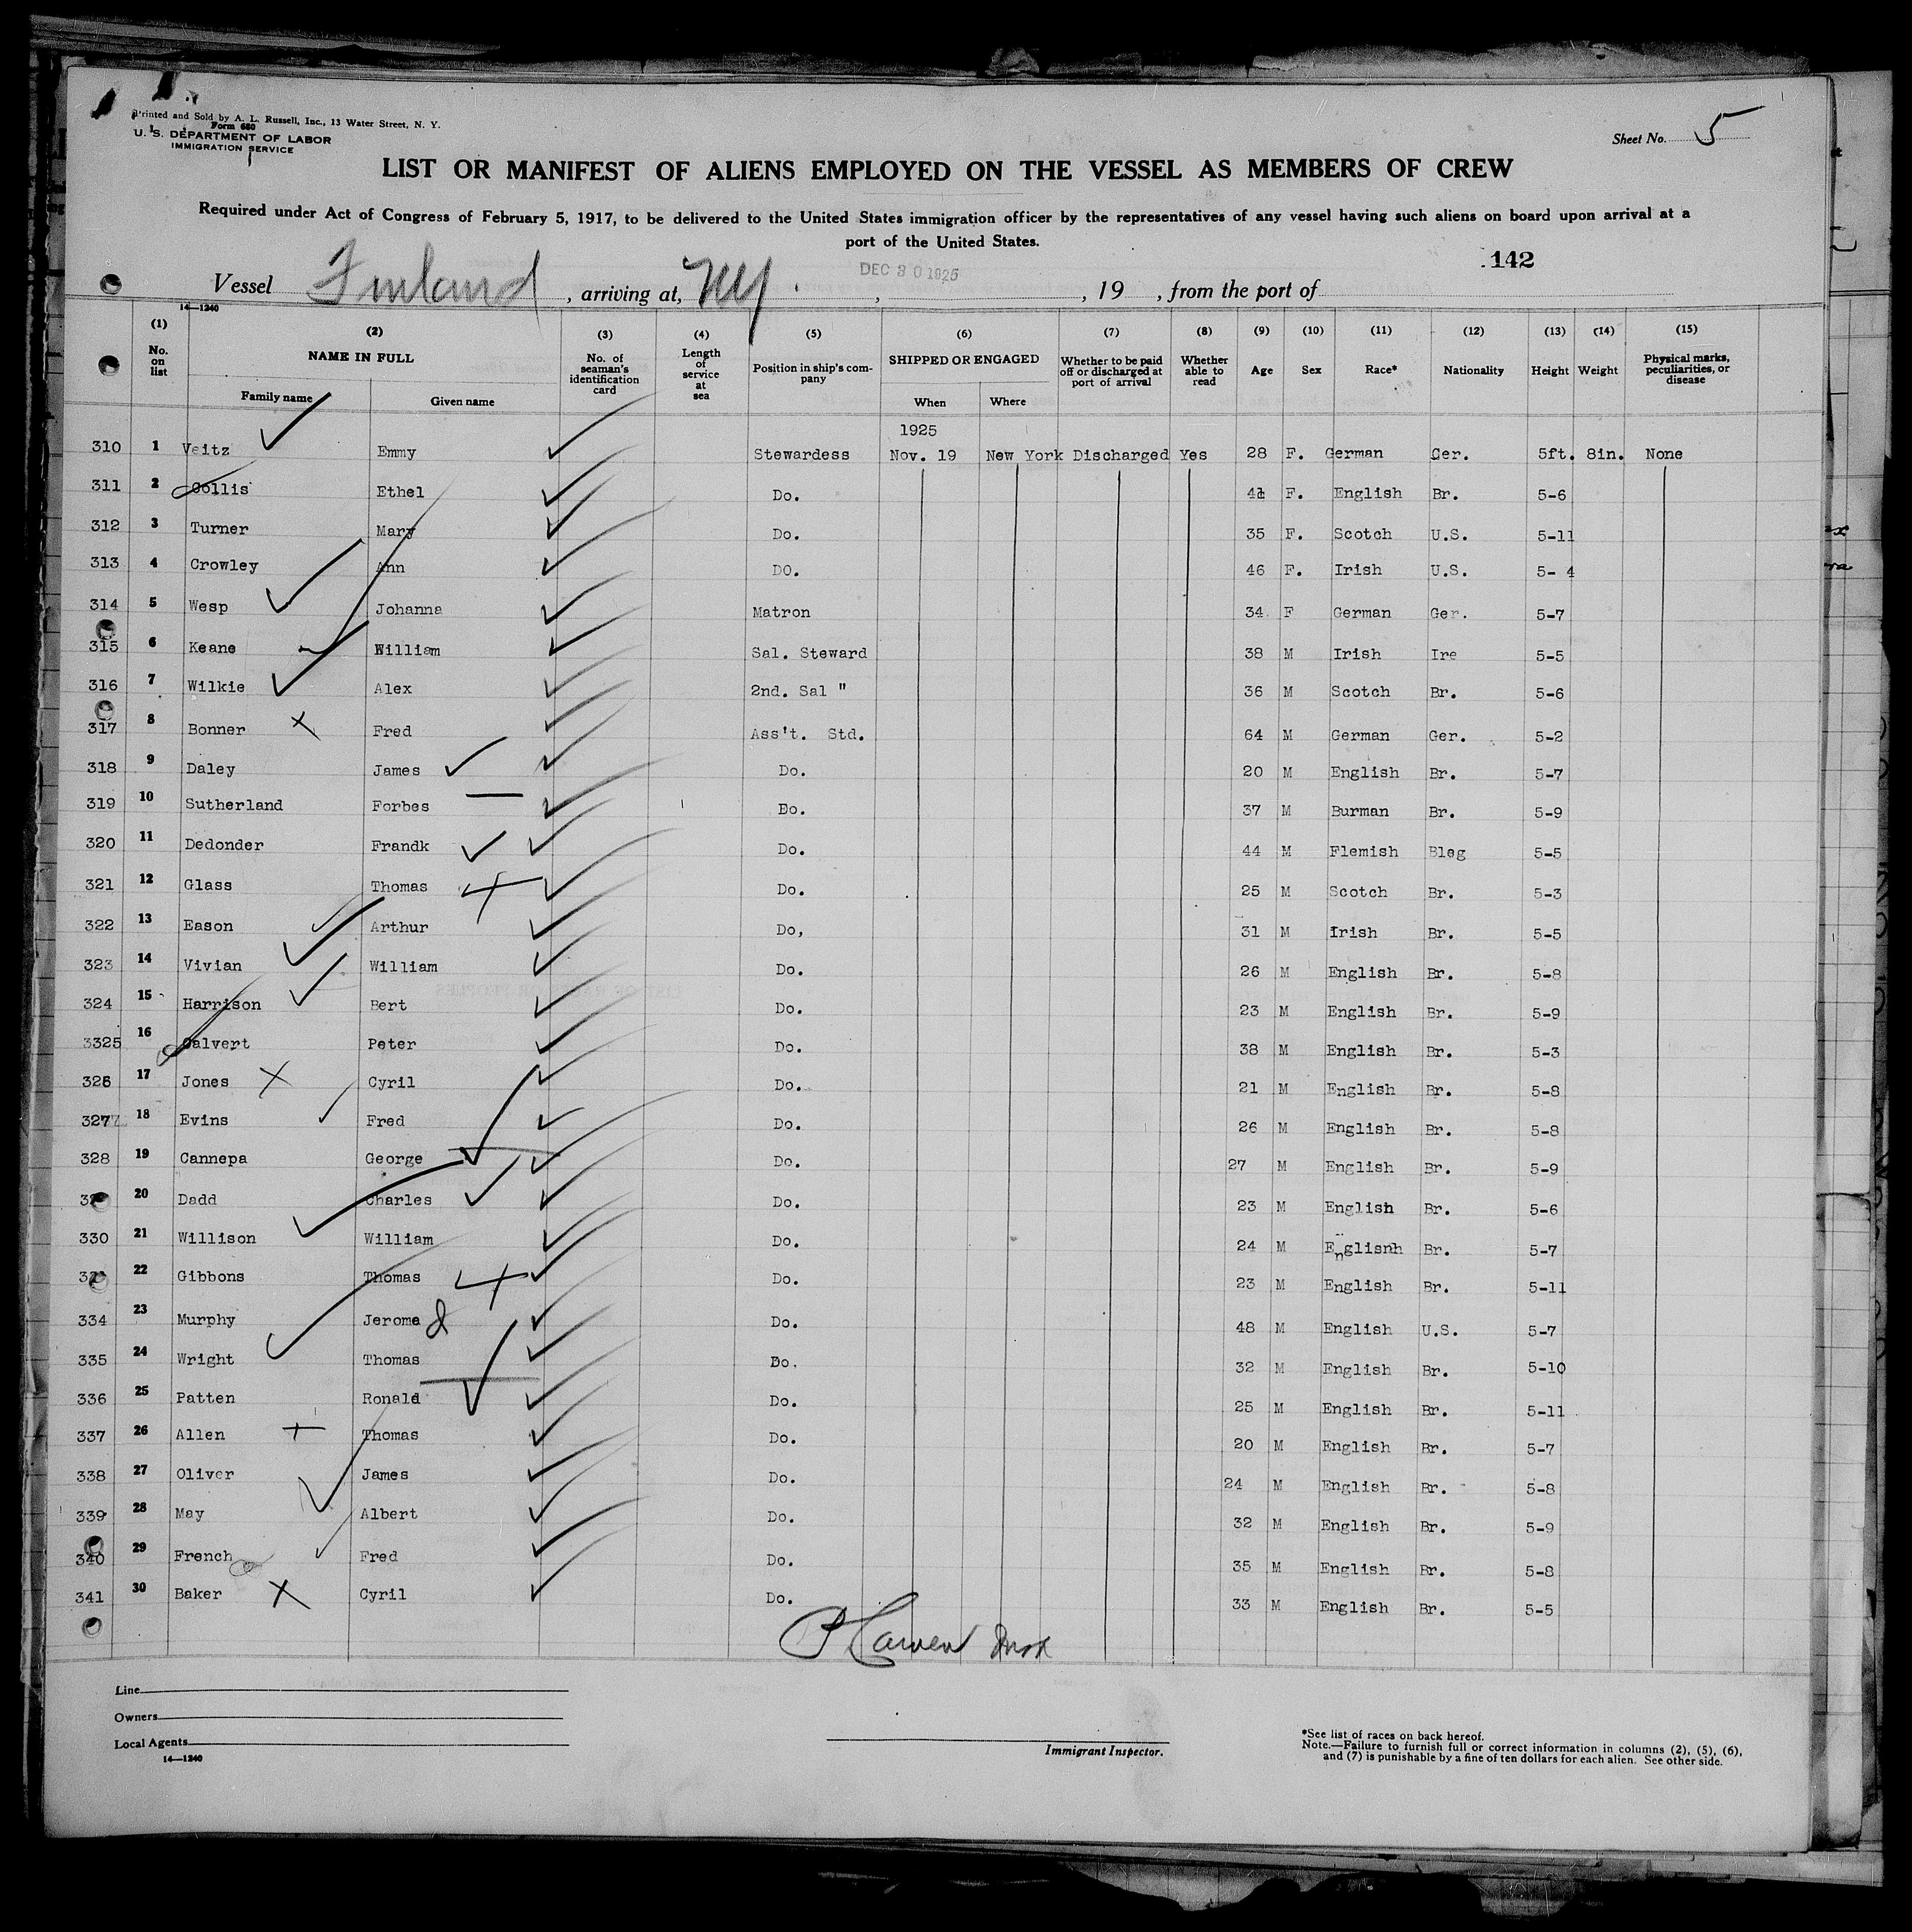 Printed and Sold by A. L. Russell, Inc., 13 Water Street, N. Y.
Form 680
U. S. DEPARTMENT OF LABOR
IMMIGRATION SERVICE
Sheet No. 5
LIST OR MANIFEST OF ALIENS EMPLOYED ON THE VESSEL AS MEMBERS OF CREW
Required under Act of Congress of February 5, 1917, to be delivered to the United States immigration officer by the representatives of any vessel having such aliens on board upon arrival at a
port of the United States.
142
DEC 30 1925
Vessel Finland, arriving at, NY, , 19 , from the port of
14—1240
(1) (2) (3) (4) (5) (6) (7) (8) (9) (10) (11) (12) (13) (14) (15)
No. on list NAME IN FULL No. of seaman's identification card Length of service at sea Position in ship's company SHIPPED OR ENGAGED Whether to be paid off or discharged at port of arrival Whether able to read Age Sex Race* Nationality Height Weight Physical marks, peculiarities, or disease
Family name Given name When Where
1925
310 1 Veitz Emmy Stewardess Nov. 19 New York Discharged Yes 28 F. German Ger. 5ft. 8in. None
311 2 Collis Ethel Do. 41 F. English Br. 5-6
312 3 Turner Mary Do. 35 F. Scotch U.S. 5-11
313 4 Crowley Ann DO. 46 F. Irish U.S. 5- 4
314 5 Wesp Johanna Matron 34 F German Ger. 5-7
315 6 Keane William Sal. Steward 38 M Irish Ire 5-5
316 7 Wilkie Alex 2nd. Sal " 36 M Scotch Br. 5-6
317 8 Bonner Fred Ass't. Std. 64 M German Ger. 5-2
318 9 Daley James Do. 20 M English Br. 5-7
319 10 Sutherland Forbes Do. 37 M Burman Br. 5-9
320 11 Dedonder Frandk Do. 44 M Flemish Bleg 5-5
321 12 Glass Thomas Do. 25 M Scotch Br. 5-3
322 13 Eason Arthur Do, 31 M Irish Br. 5-5
323 14 Vivian William Do. 26 M English Br. 5-8
324 15 Harrison Bert Do. 23 M English Br. 5-9
3325 16 Calvert Peter Do. 38 M English Br. 5-3
326 17 Jones Cyril Do. 21 M English Br. 5-8
327 18 Evins Fred Do. 26 M English Br. 5-8
328 19 Cannepa George Do. 27 M English Br. 5-9
20 Dadd Charles Do. 23 M English Br. 5-6
330 21 Willison William Do. 24 M Englisnh Br. 5-7
22 Gibbons Thomas Do. 23 M English Br. 5-11
334 23 Murphy Jerome Do. 48 M English U.S. 5-7
335 24 Wright Thomas Do. 32 M English Br. 5-10
336 25 Patten Ronald Do. 25 M English Br. 5-11
337 26 Allen Thomas Do. 20 M English Br. 5-7
338 27 Oliver James Do. 24 M English Br. 5-8
339 28 May Albert Do. 32 M English Br. 5-9
340 29 French Fred Do. 35 M English Br. 5-8
341 30 Baker Cyril Do. 33 M English Br. 5-5
Line
Owners
Local Agents
14—1240
Immigrant Inspector.
*See list of races on back hereof.
Note.—Failure to furnish full or correct information in columns (2), (5), (6),
and (7) is punishable by a fine of ten dollars for each alien. See other side.